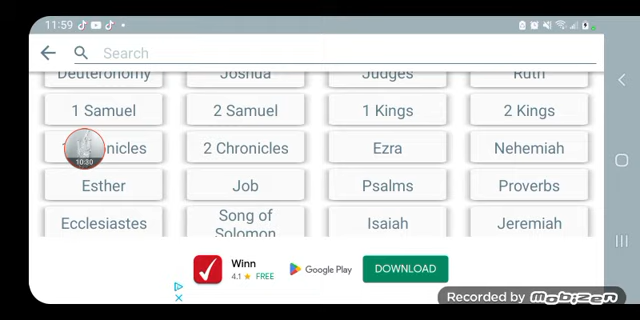 11:59
Search
Deuteronomy Joshua Judges Ruth
1 Samuel 2 Samuel 1 Kings 2 Kings
nicles 2 Chronicles Ezra Nehemiah
10:30
Esther Job Psalms Proverbs
Ecclesiastes Song of Solomon Isaiah Jeremiah
Winn
4.1 ★ FREE Google Play DOWNLOAD
Recorded by Mobizen